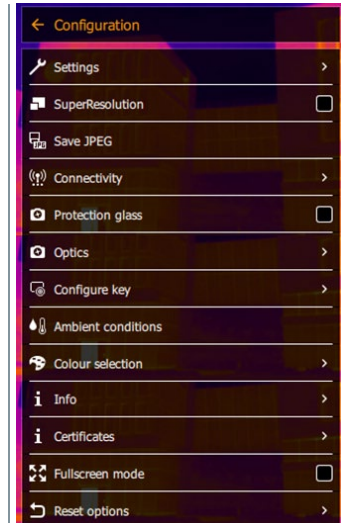 Configuration
Settings
SuperResolution
JPG
Save JPEG
Connectivity
Protection glass
Optics
Configure key
Ambient conditions
Colour selection
Info
Certificates
Fullscreen mode
Reset options